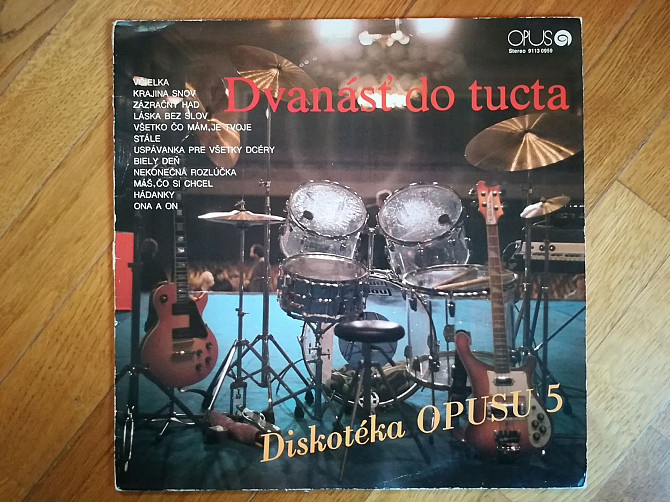 OPUS
Stereo 9113 0959
Dvanásť do tucta
VČIELKA
KRAJINA SNOV
ZÁZRAČNÝ HAD
LÁSKA BEZ SLOV
VŠETKO ČO MÁM, JE TVOJE
STÁLE
USPÁVANKA PRE VŠETKY DCÉRY
BIELY DEŇ
NEKONEČNÁ ROZLÚČKA
MÁŠ, ČO SI CHCEL
HÁDANKY
ONA A ON
Diskotéka OPUSU 5